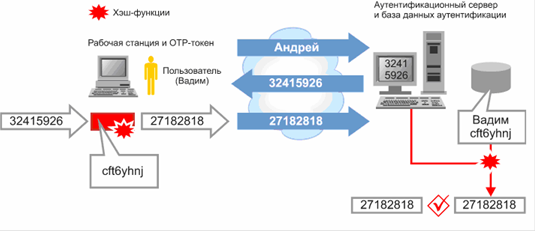 Хэш-функции
Аутентификационный сервер
и база данных аутентификации
Рабочая станция и OTP-токен
Пользователь
(Вадим)
Андрей
3241
5926
32415926
32415926
27182818
27182818
Вадим
cft6yhnj
cft6yhnj
27182818
27182818